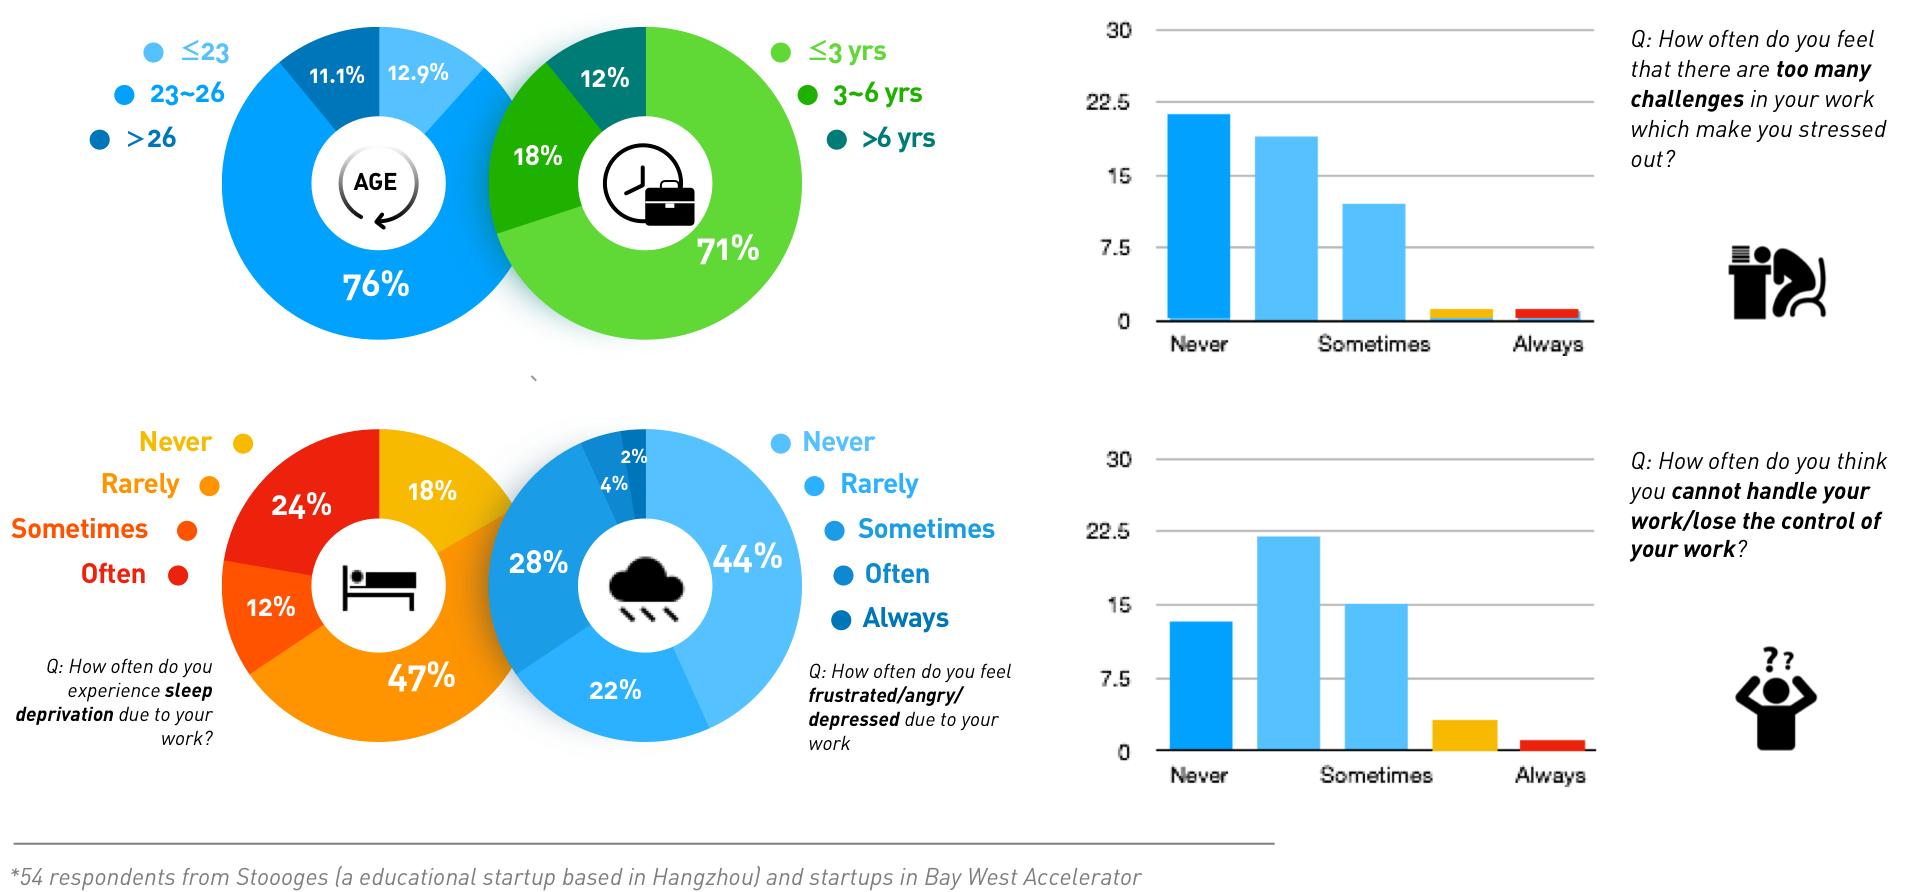 ≤23
23~26
>26
11.1%
12.9%
AGE
76%
12%
18%
71%
≤3 yrs
3~6 yrs
>6 yrs
30
22.5
15
7.5
0
Never
Sometimes
Always
Q: How often do you feel
that there are too many
challenges in your work
which make you stressed
out?
Never
Rarely
Sometimes
Often
24%
18%
12%
47%
Q: How often do you
experience sleep
deprivation due to your
work?
2%
4%
28%
44%
22%
Never
Rarely
Sometimes
Often
Always
Q: How often do you feel
frustrated/angry/
depressed due to your
work
30
22.5
15
7.5
0
Never
Sometimes
Always
Q: How often do you think
you cannot handle your
work/lose the control of
your work?
? ?
*54 respondents from Stoooges (a educational startup based in Hangzhou) and startups in Bay West Accelerator